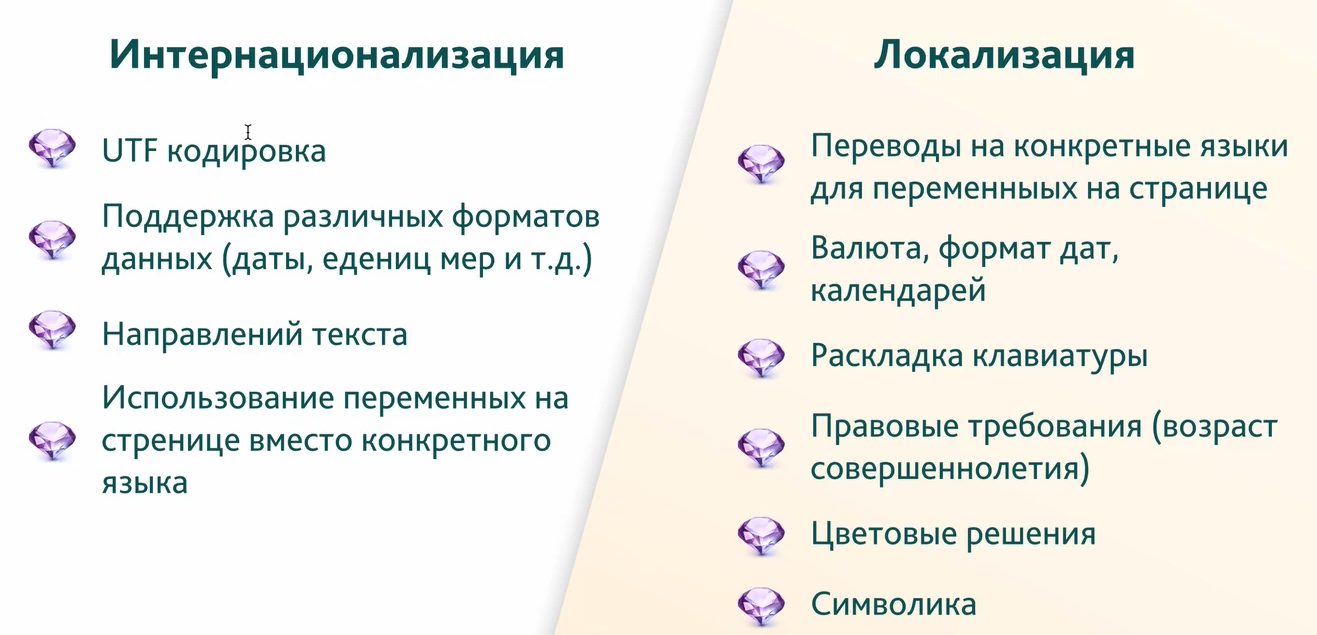 Интернационализация
UTF кодировка
Поддержка различных форматов
данных (даты, едениц мер и т.д.)
Направлений текста
Использование переменных на
стренице вместо конкретного
языка
Локализация
Переводы на конкретные языки
для переменныых на странице
Валюта, формат дат,
календарей
Раскладка клавиатуры
Правовые требования (возраст
совершеннолетия)
Цветовые решения
Символика